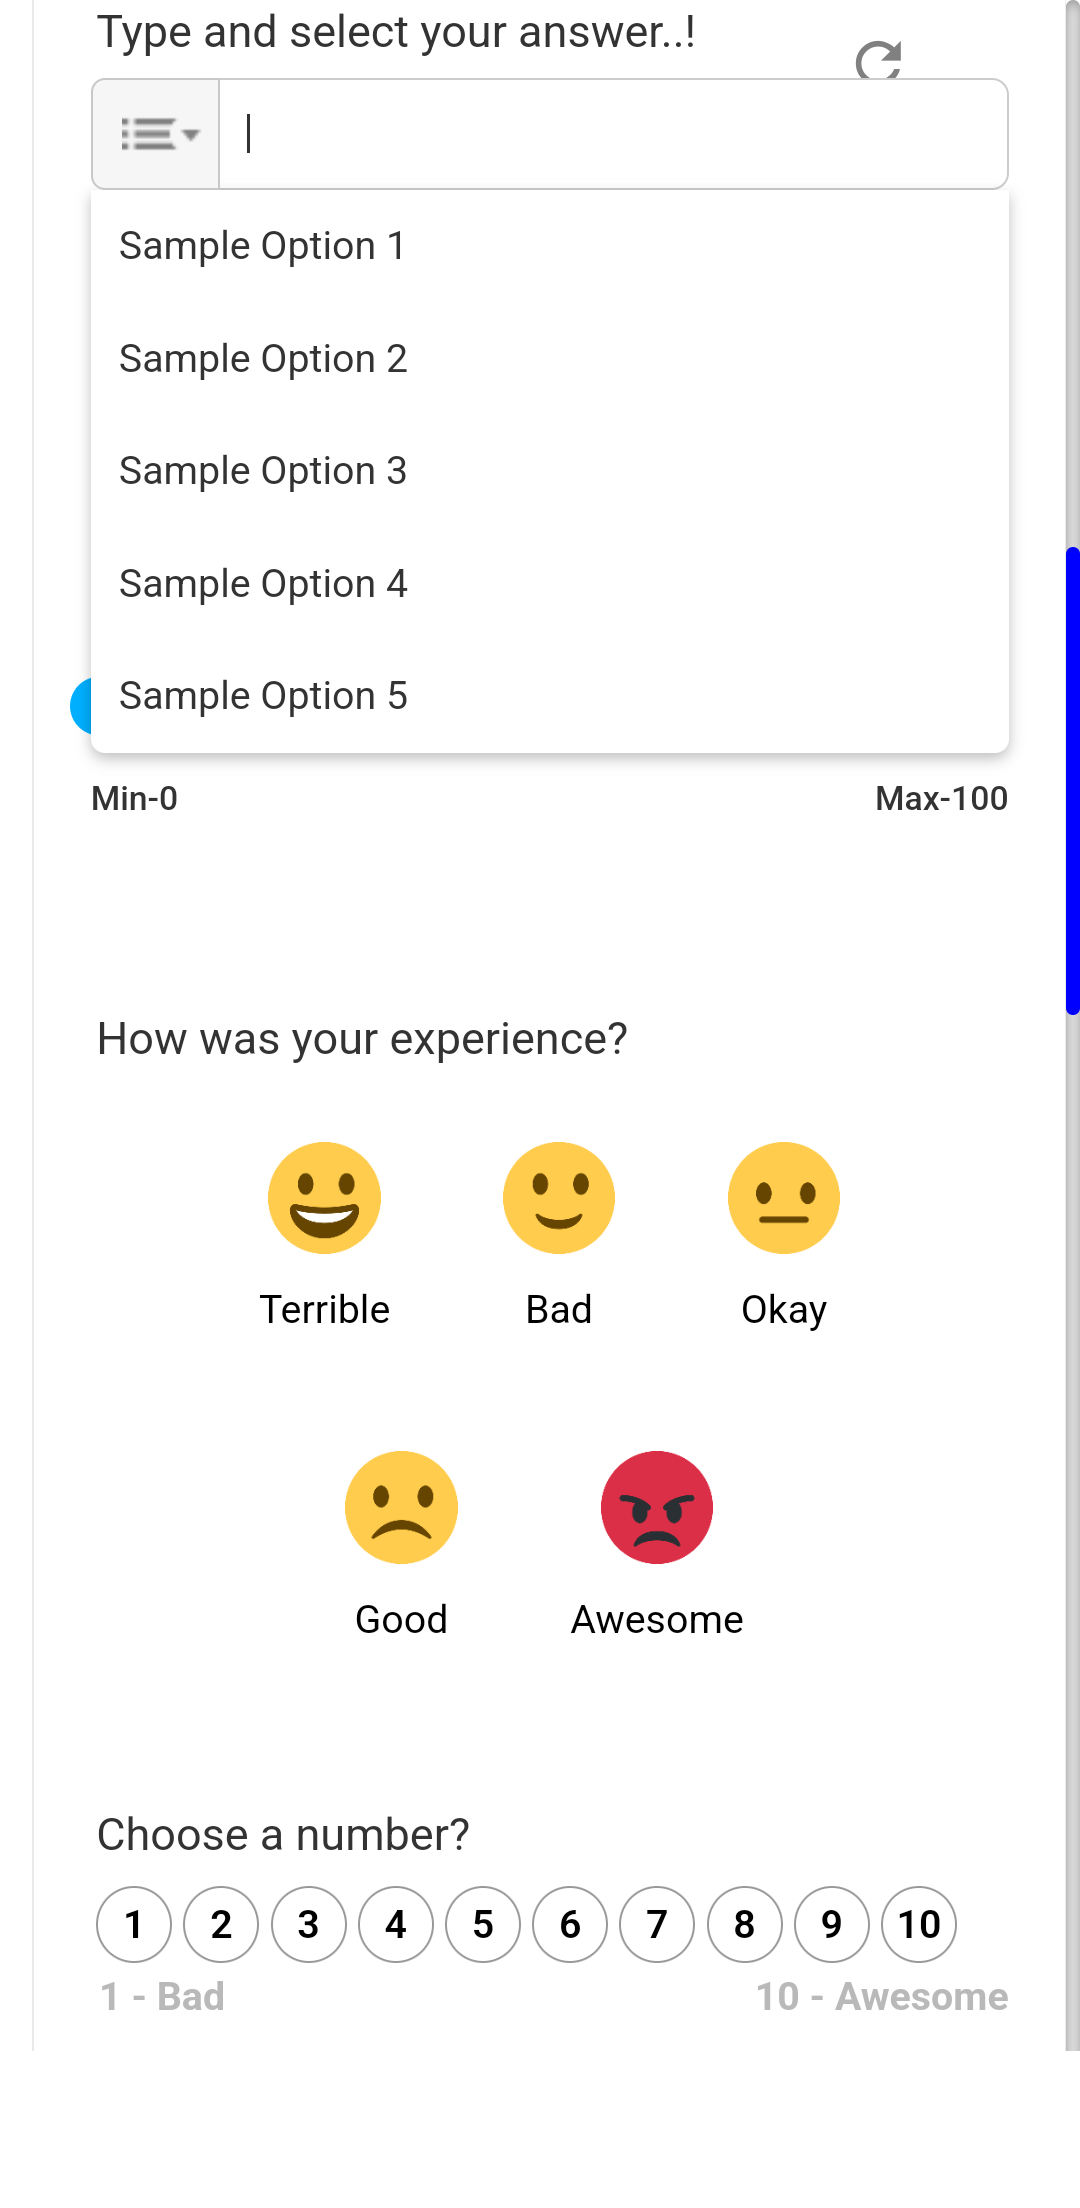 Type and select your answer..!
Sample Option 1
Sample Option 2
Sample Option 3
Sample Option 4
Sample Option 5
Min-0 Max-100
How was your experience?
Terrible Bad Okay
Good Awesome
Choose a number?
1 2 3 4 5 6 7 8 9 10
1 - Bad 10 - Awesome